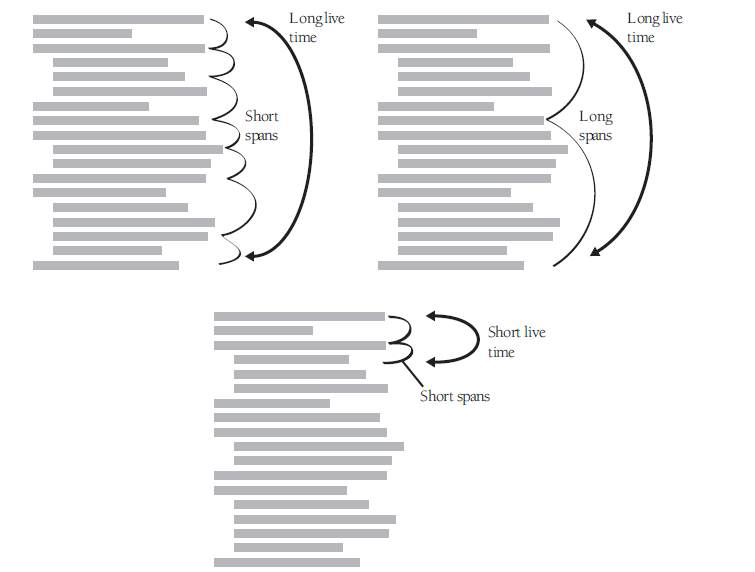 Long live
time
Short
spans
Long live
time
Long
spans
Short live
time
Short spans